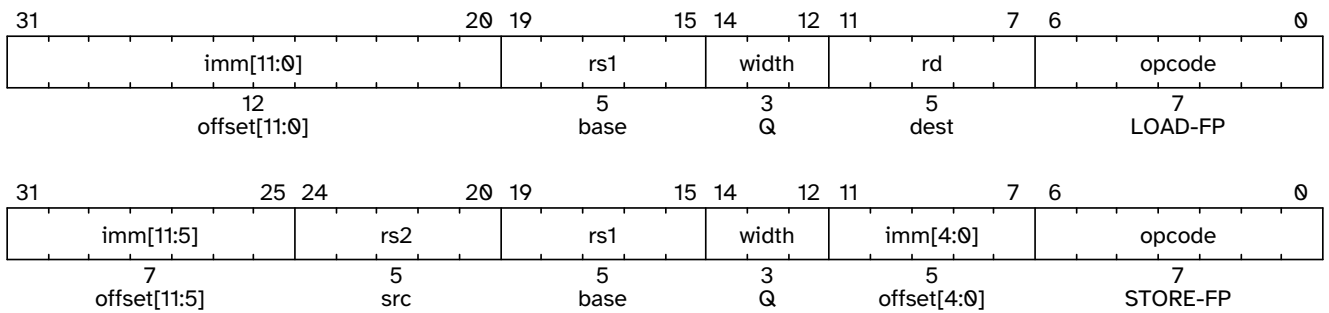 31 20 19 15 14 12 11 7 6 0
imm[11:0] rs1 width rd opcode
12 5 3 5 7
offset[11:0] base Q dest LOAD-FP
31 25 24 20 19 15 14 12 11 7 6 0
imm[11:5] rs2 rs1 width imm[4:0] opcode
7 5 5 3 5 7
offset[11:5] src base Q offset[4:0] STORE-FP